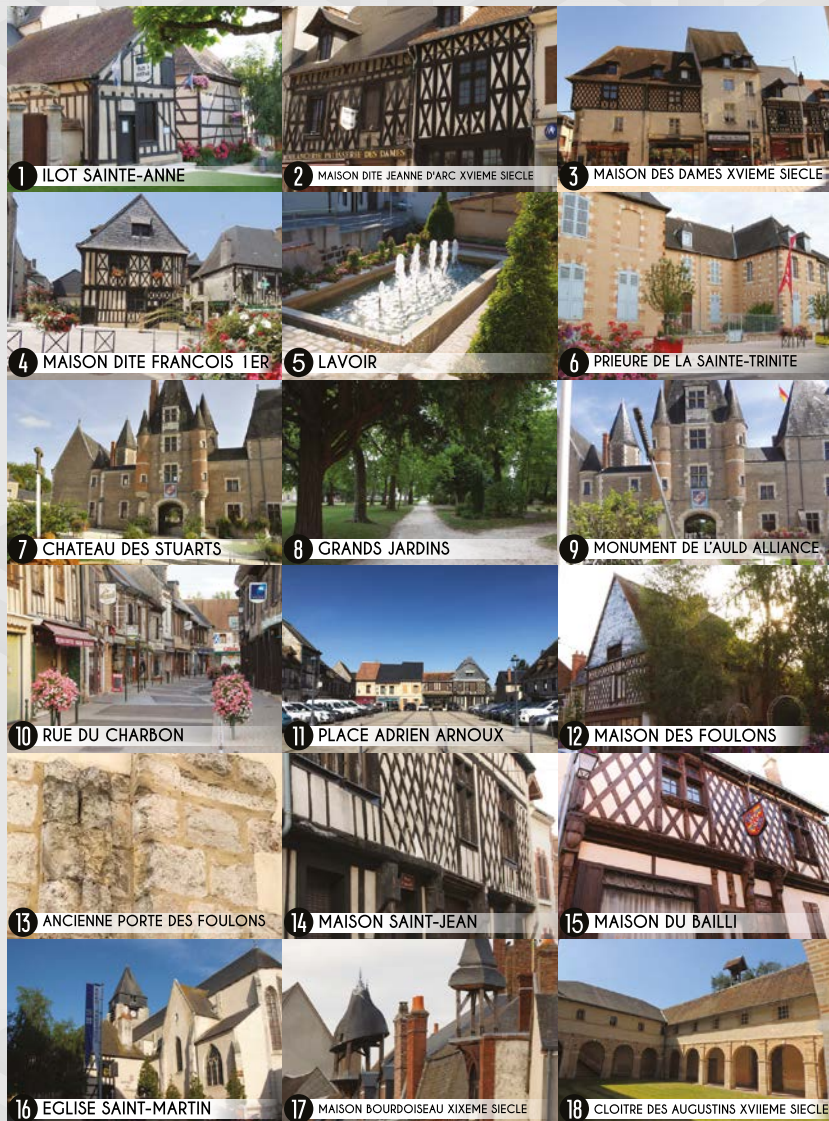 1 ILOT SAINTE-ANNE
BOULANGERIE PATISSERIE DES DAMES
2 MAISON DITE JEANNE D'ARC XVIEME SIECLE
3 MAISON DES DAMES XVIEME SIECLE
4 MAISON DITE FRANCOIS 1ER
5 LAVOIR
6 PRIEURE DE LA SAINTE-TRINITE
7 CHATEAU DES STUARTS
8 GRANDS JARDINS
9 MONUMENT DE L'AULD ALLIANCE
10 RUE DU CHARBON
11 PLACE ADRIEN ARNOUX
12 MAISON DES FOULONS
13 ANCIENNE PORTE DES FOULONS
14 MAISON SAINT-JEAN
15 MAISON DU BAILLI
16 EGLISE SAINT-MARTIN
17 MAISON BOURDOISEAU XIXEME SIECLE
18 CLOITRE DES AUGUSTINS XVIIEME SIECLE